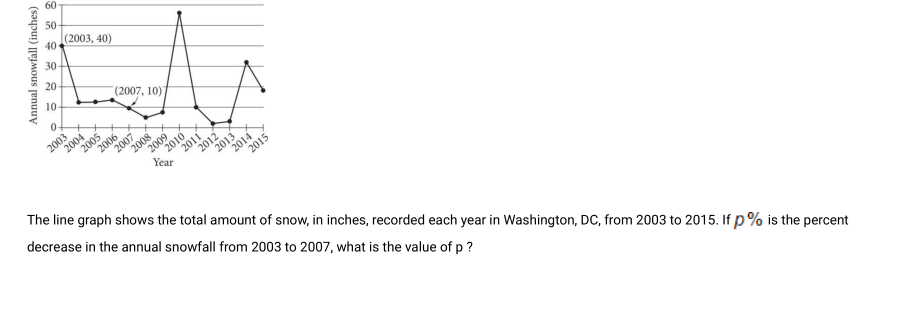 60
50
40
30
20
10
0
Annual snowfall (inches)
(2003, 40)
(2007, 10)
2003 2004 2005 2006 2007 2008 2009 2010 2011 2012 2013 2014 2015
Year
The line graph shows the total amount of snow, in inches, recorded each year in Washington, DC, from 2003 to 2015. If p% is the percent
decrease in the annual snowfall from 2003 to 2007, what is the value of p ?